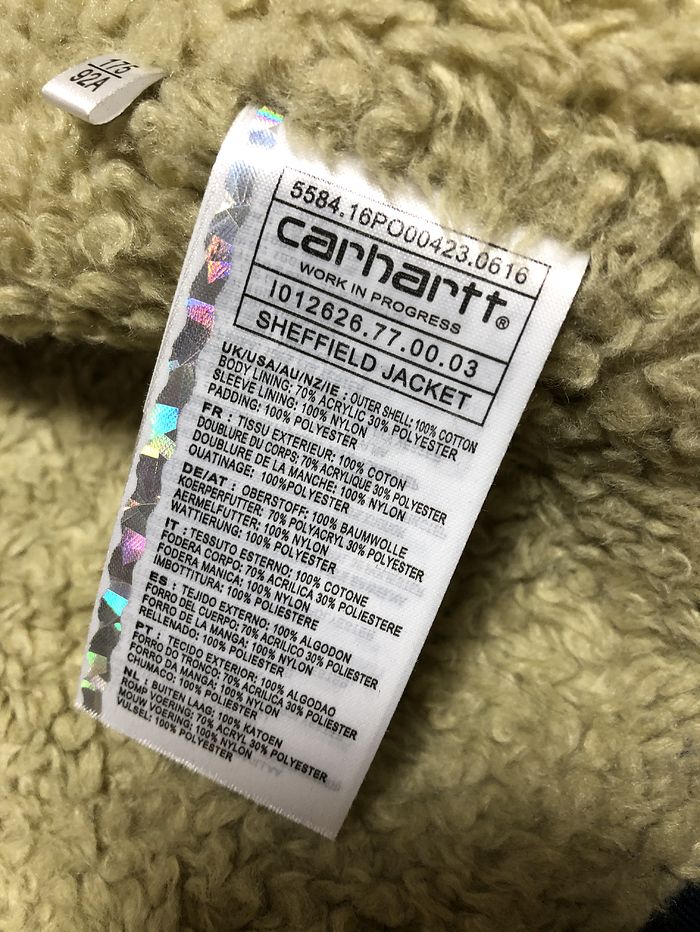 175
92A
5584.16PO00423.0616
carhartt®
WORK IN PROGRESS
I012626.77.00.03
SHEFFIELD JACKET
UK/USA/AU/NZ/IE : OUTER SHELL: 100% COTTON
BODY LINING: 70% ACRYLIC 30% POLYESTER
SLEEVE LINING: 100% NYLON
PADDING: 100% POLYESTER
FR : TISSU EXTERIEUR: 100% COTON
DOUBLURE DU CORPS: 70% ACRYLIQUE 30% POLYESTER
DOUBLURE DE LA MANCHE: 100% NYLON
OUATINAGE: 100%POLYESTER
DE/AT : OBERSTOFF: 100% BAUMWOLLE
KOERPERFUTTER: 70% POLYACRYL 30% POLYESTER
AERMELFUTTER: 100% NYLON
WATTIERUNG: 100% POLYESTER
IT : TESSUTO ESTERNO: 100% COTONE
FODERA CORPO: 70% ACRILICA 30% POLIESTERE
FODERA MANICA: 100% NYLON
IMBOTTITURA: 100% POLIESTERE
ES : TEJIDO EXTERNO: 100% ALGODON
FORRO DEL CUERPO: 70% ACRILICO 30% POLIESTER
FORRO DE LA MANGA: 100% NYLON
RELLENADO: 100% POLIESTER
PT : TECIDO EXTERIOR: 100% ALGODAO
FORRO DO TRONCO: 70% ACRILICA 30% POLIESTER
FORRO DA MANGA: 100% NYLON
CHUMACO: 100% POLIESTER
NL : BUITEN LAAG: 100% KATOEN
ROMP VOERING: 70% ACRYL 30% POLYESTER
MOUW VOERING: 100% NYLON
VULSEL: 100% POLYESTER